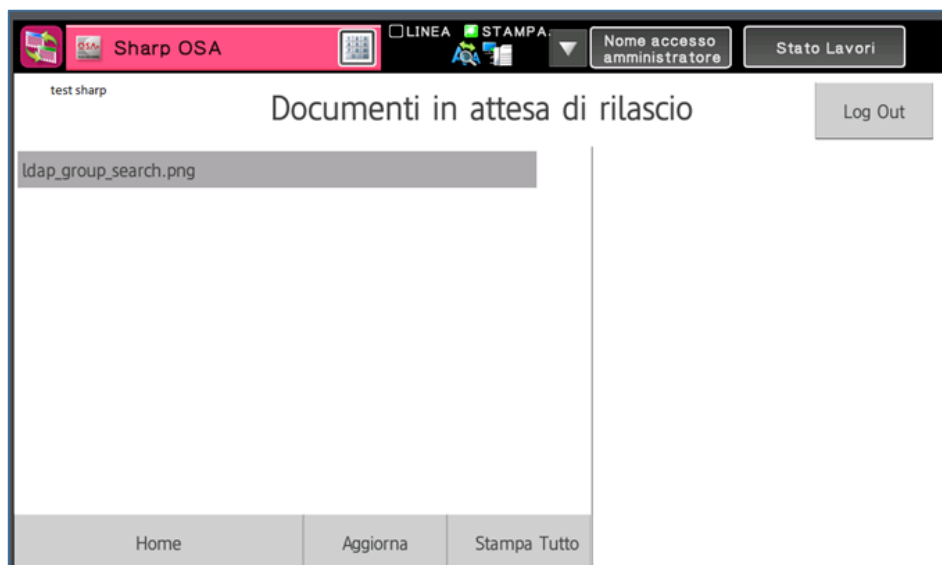 Sharp OSA
LINEA
STAMPA.
Nome accesso
amministratore
Stato Lavori
test sharp
Documenti in attesa di rilascio
Log Out
ldap_group_search.png
Home
Aggiorna
Stampa Tutto